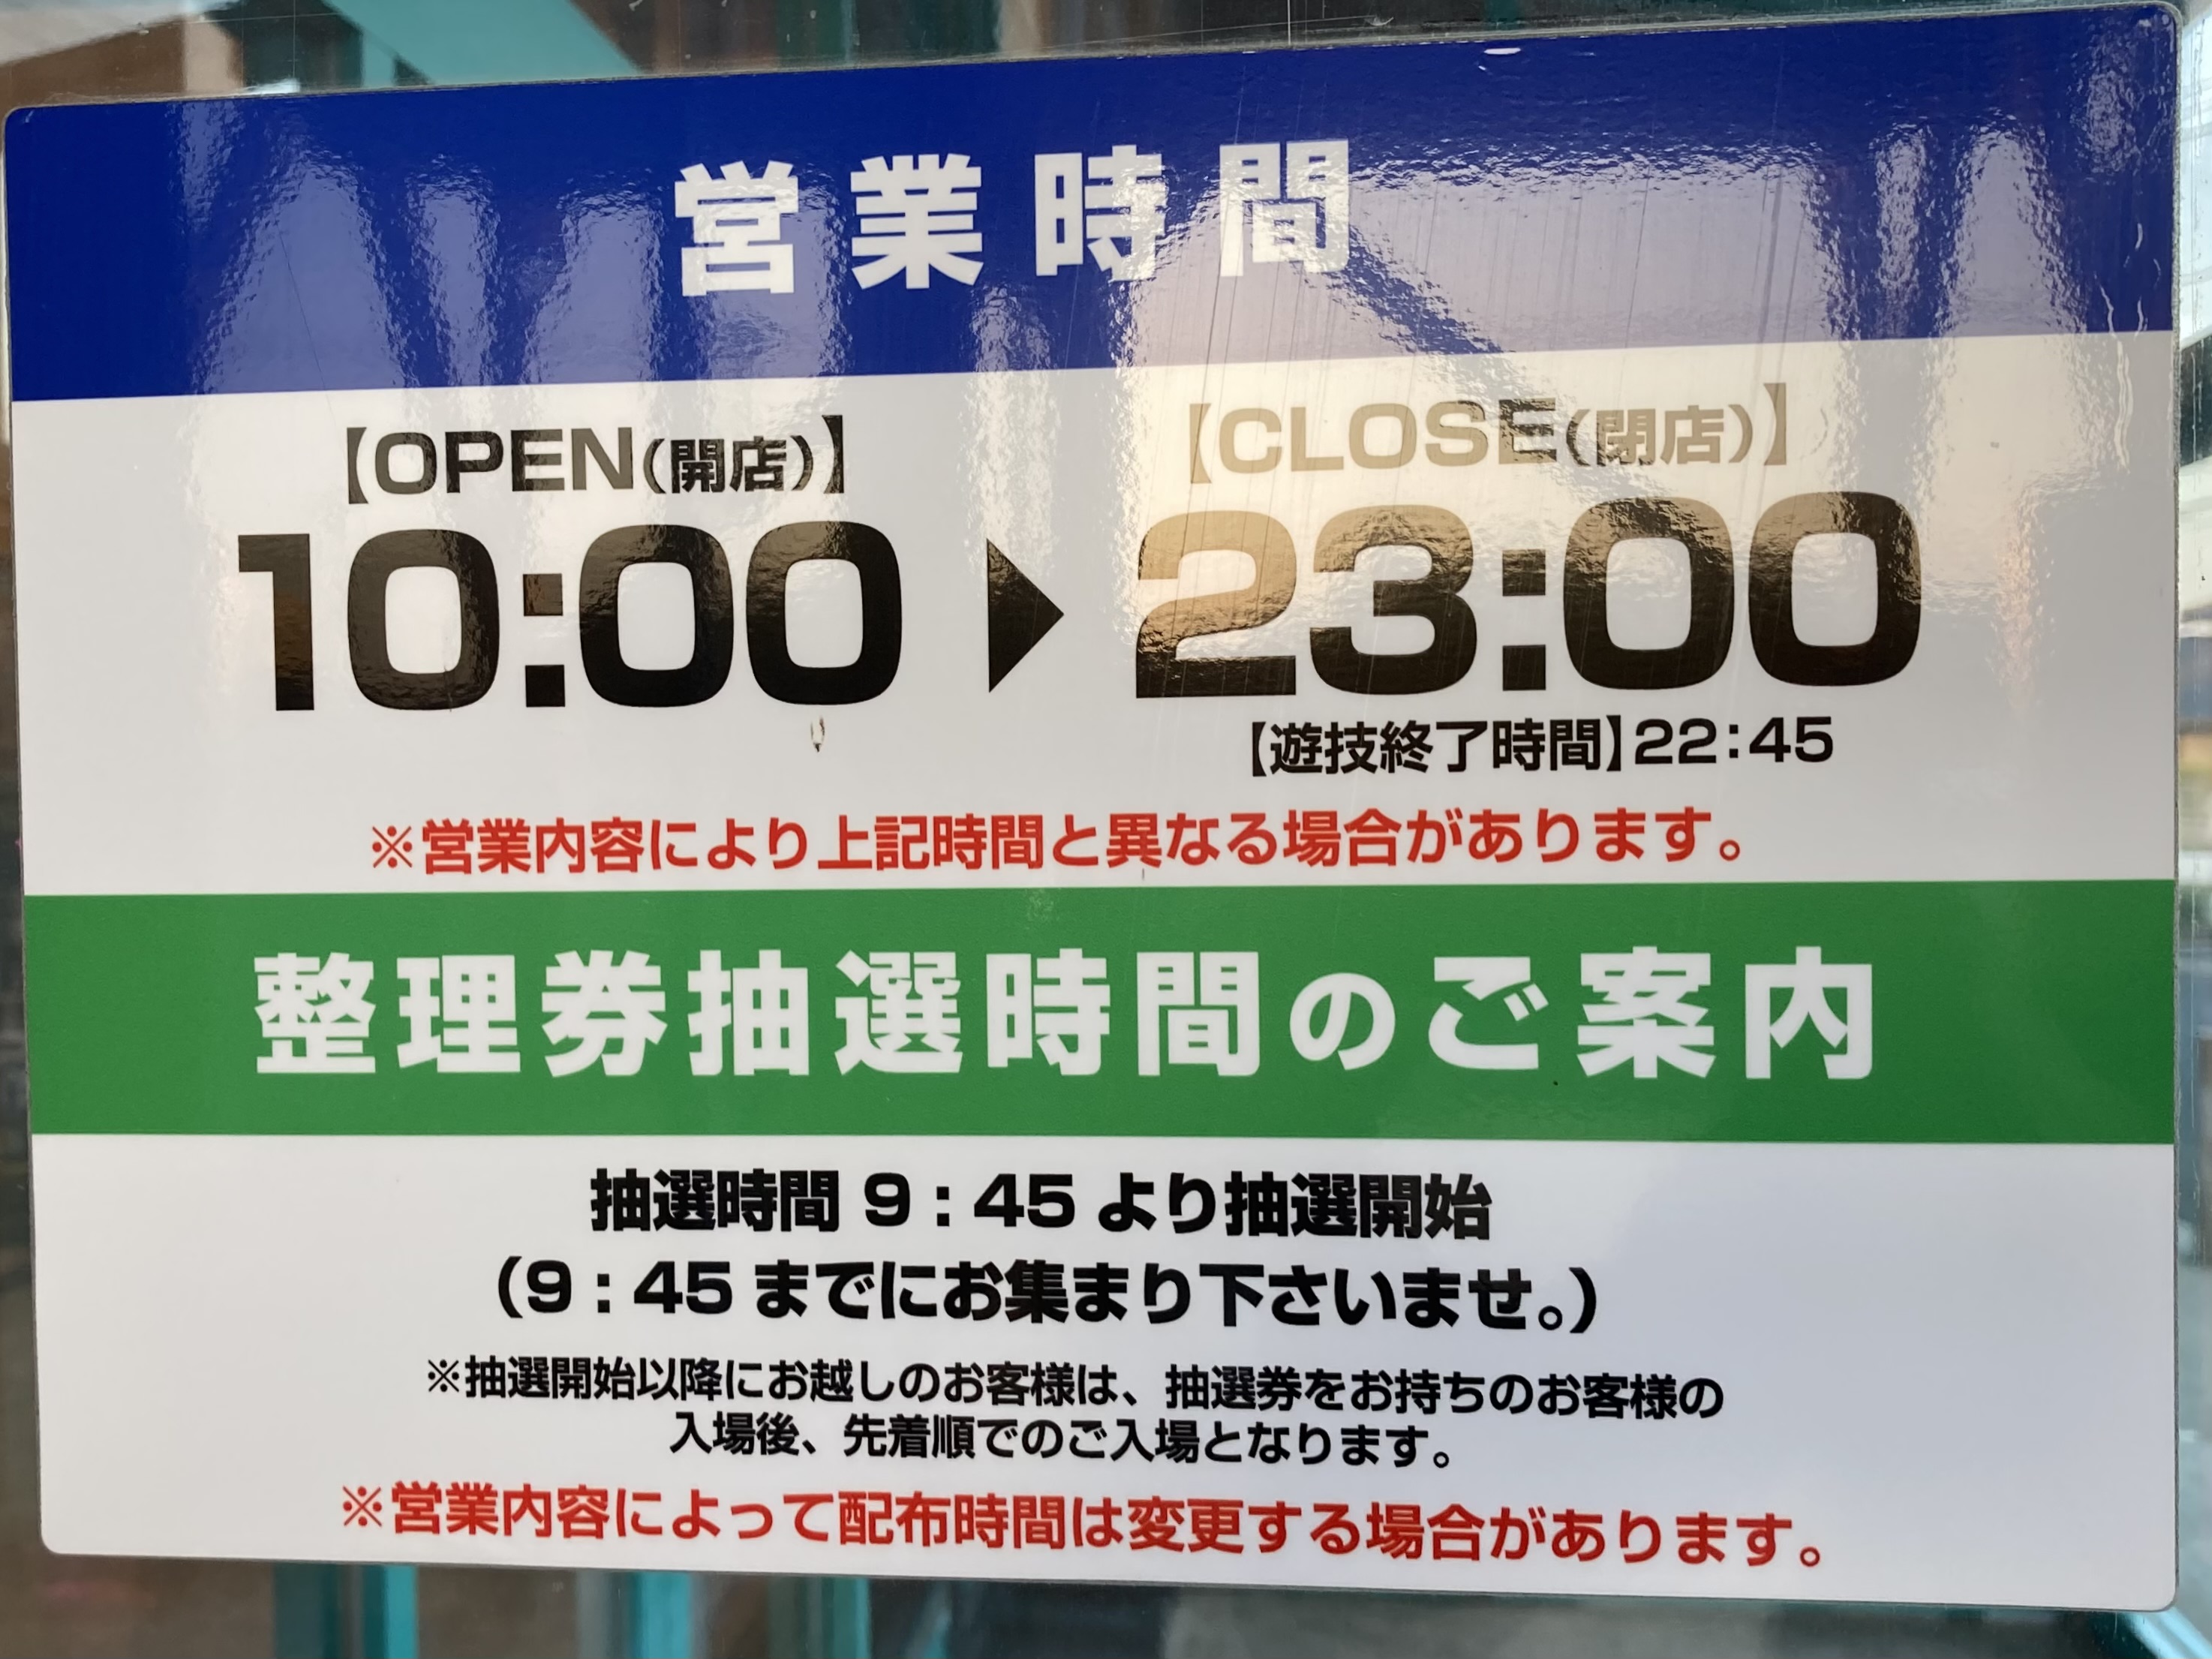 営業時間
【OPEN(開店)】
10:00 ▶ 23:00
【CLOSE(閉店)】
【遊技終了時間】22:45
※営業内容により上記時間と異なる場合があります。
整理券抽選時間のご案内
抽選時間 9:45 より抽選開始
(9:45 までにお集まり下さいませ。)
※抽選開始以降にお越しのお客様は、抽選券をお持ちのお客様の
入場後、先着順でのご入場となります。
※営業内容によって配布時間は変更する場合があります。